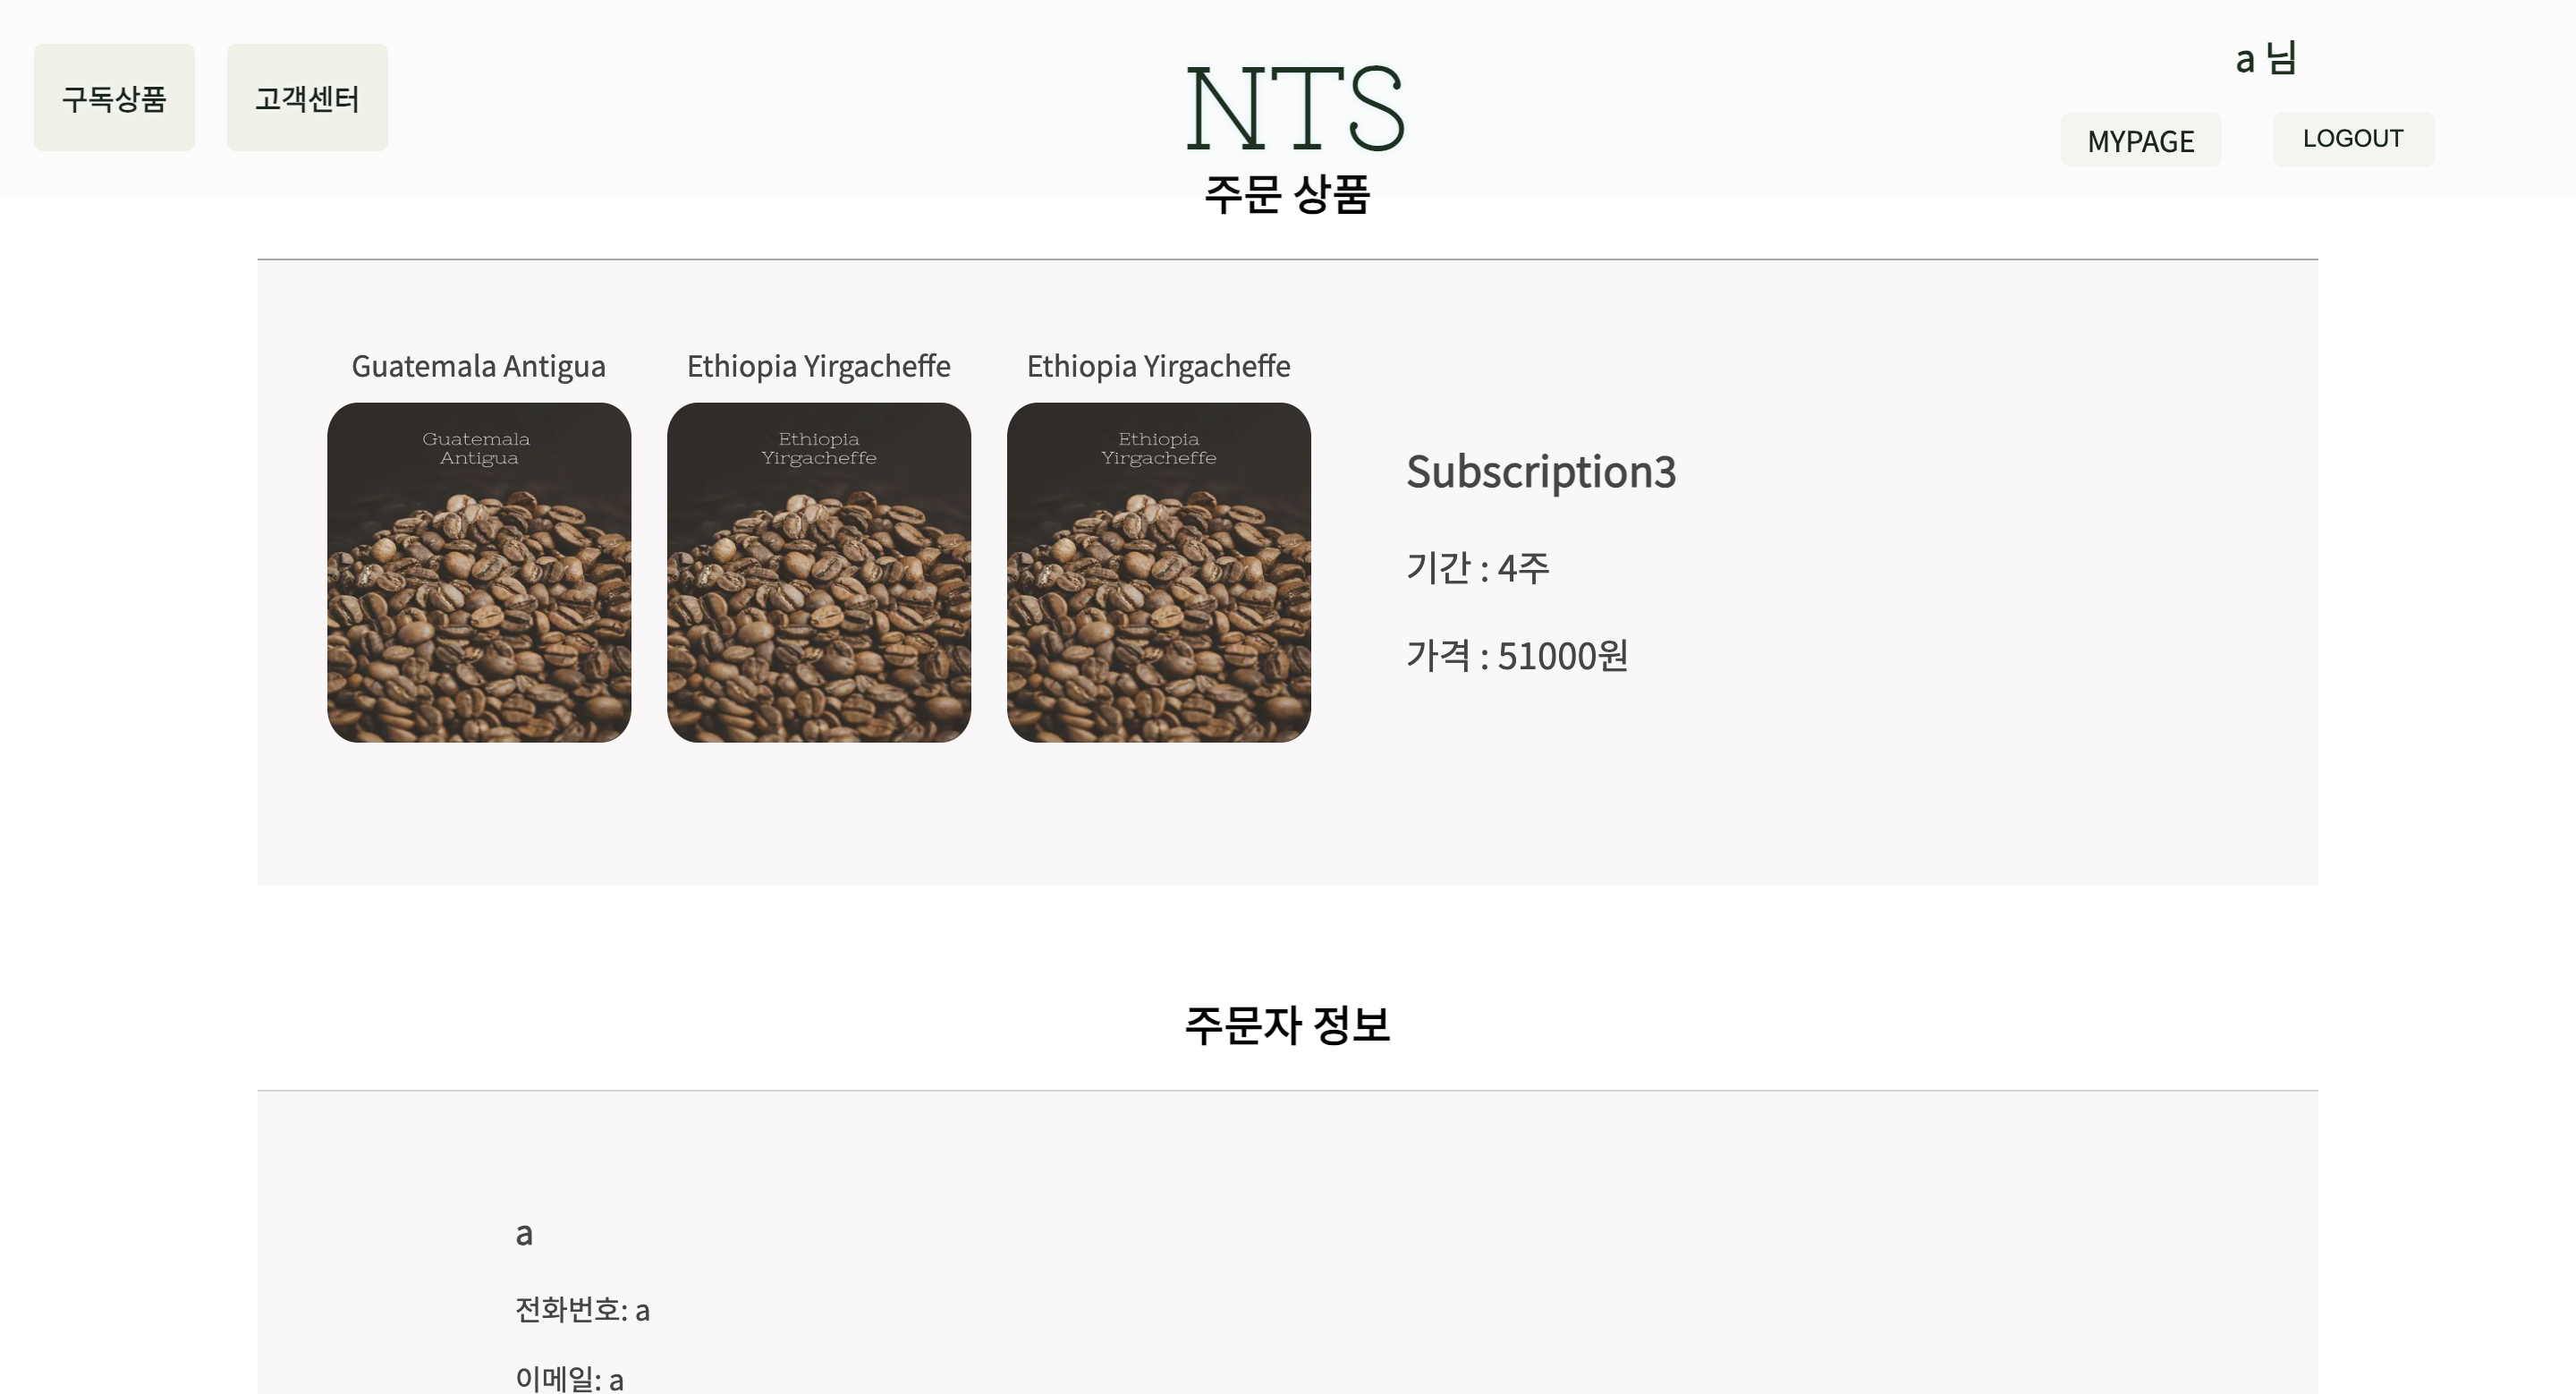 구독상품
고객센터
NTS
a 님
MYPAGE
LOGOUT
주문 상품
Guatemala Antigua
Ethiopia Yirgacheffe
Ethiopia Yirgacheffe
Guatemala
Antigua
Ethiopia
Yirgacheffe
Ethiopia
Yirgacheffe
Subscription3
기간 : 4주
가격 : 51000원
주문자 정보
a
전화번호: a
이메일: a